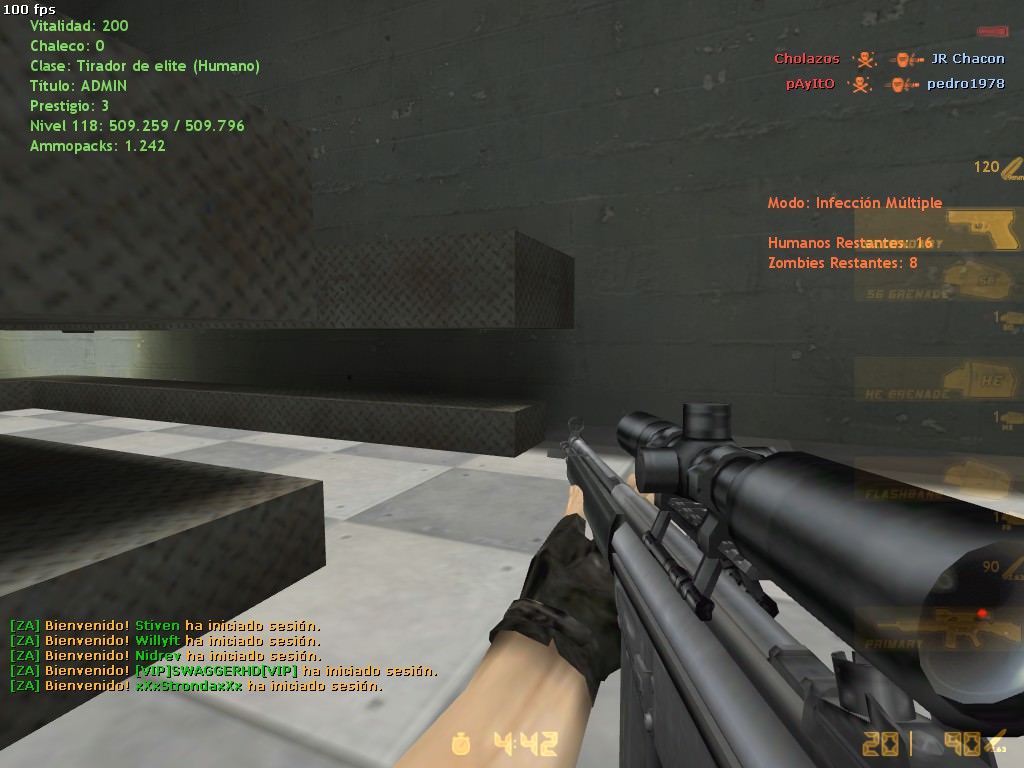 100 fps
Vitalidad: 200
Chaleco: 0
Clase: Tirador de elite (Humano)
Título: ADMIN
Prestigio: 3
Nivel 118: 509.259 / 509.796
Ammopacks: 1.242
Cholazos JR Chacon
pAyItO pedro1978
120
Modo: Infección Múltiple
Humanos Restantes: 16
Zombies Restantes: 8
SG GRENADE
1
HE GRENADE
HE
1
FLASHBANG
1
90
PRIMARY
[ZA] Bienvenido! Stiven ha iniciado sesión.
[ZA] Bienvenido! Willyft ha iniciado sesión.
[ZA] Bienvenido! Nidrev ha iniciado sesión.
[ZA] Bienvenido! [VIP]SWAGGERHD[VIP] ha iniciado sesión.
[ZA] Bienvenido! xXxStrondaxXx ha iniciado sesión.
4:42
20| 90